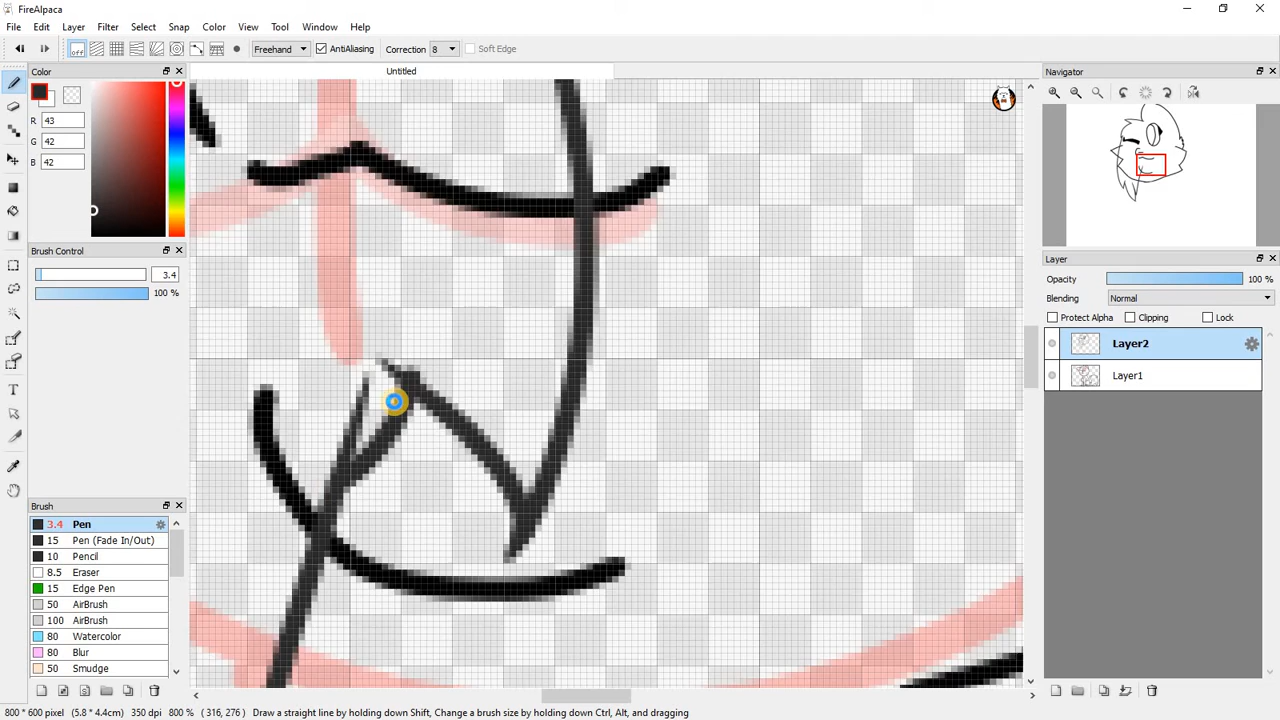 FireAlpaca
File Edit Layer Filter Select Snap Color View Tool Window Help
off Freehand AntiAliasing Correction 8 Soft Edge
Color Untitled Navigator
R 43
G 42
B 42
Brush Control
3.4
100 %
Layer
Opacity 100 %
Blending Normal
Protect Alpha Clipping Lock
Layer2
Layer1
Brush
3.4 Pen
15 Pen (Fade In/Out)
10 Pencil
8.5 Eraser
15 Edge Pen
50 AirBrush
100 AirBrush
80 Watercolor
80 Blur
50 Smudge
800 * 600 pixel (5.8 * 4.4cm) 350 dpi 800 % ( 316, 276 ) Draw a straight line by holding down Shift, Change a brush size by holding down Ctrl, Alt, and dragging